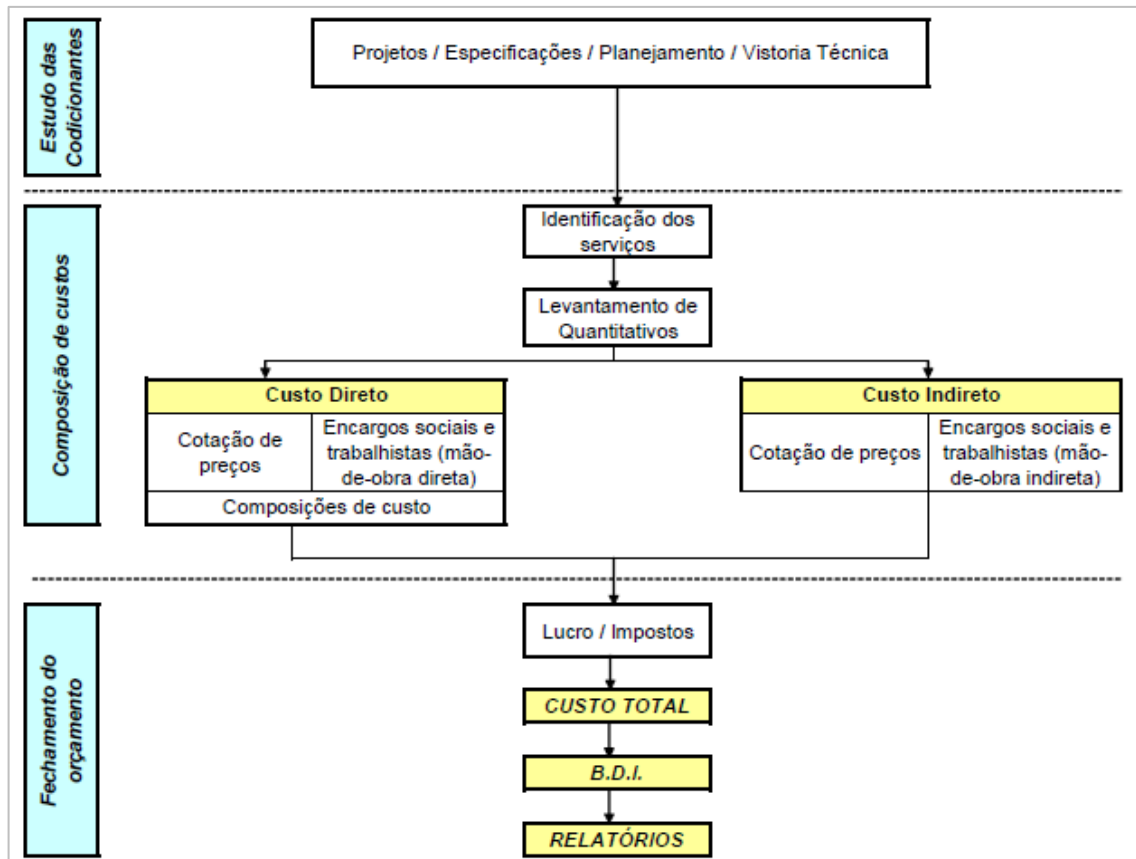 Estudo das
Codicionantes
Projetos / Especificações / Planejamento / Vistoria Técnica
Composição de custos
Identificação dos
serviços
Levantamento de
Quantitativos
Custo Direto
Cotação de
preços
Encargos sociais e
trabalhistas (mão-
de-obra direta)
Composições de custo
Custo Indireto
Cotação de preços
Encargos sociais e
trabalhistas (mão-
de-obra indireta)
Fechamento do
orçamento
Lucro / Impostos
CUSTO TOTAL
B.D.I.
RELATÓRIOS